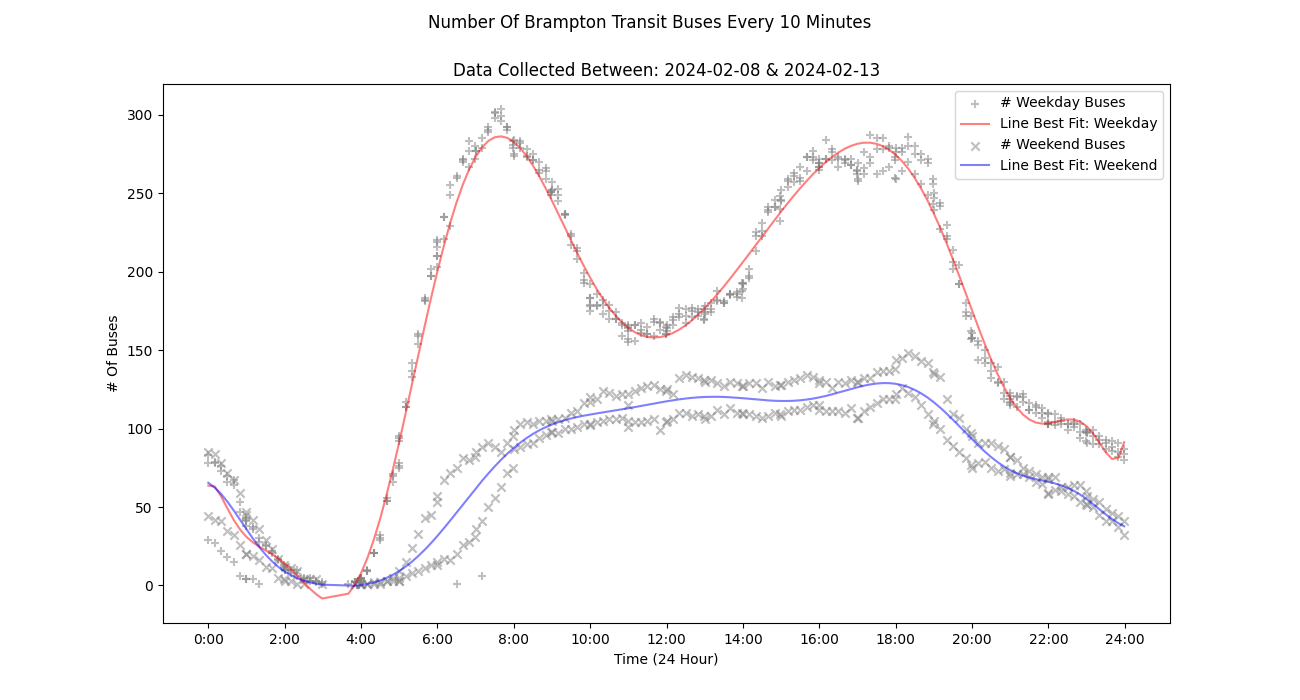 Number Of Brampton Transit Buses Every 10 Minutes
Data Collected Between: 2024-02-08 & 2024-02-13
# Weekday Buses
Line Best Fit: Weekday
# Weekend Buses
Line Best Fit: Weekend
# Of Buses
300
250
200
150
100
50
0
0:00 2:00 4:00 6:00 8:00 10:00 12:00 14:00 16:00 18:00 20:00 22:00 24:00
Time (24 Hour)